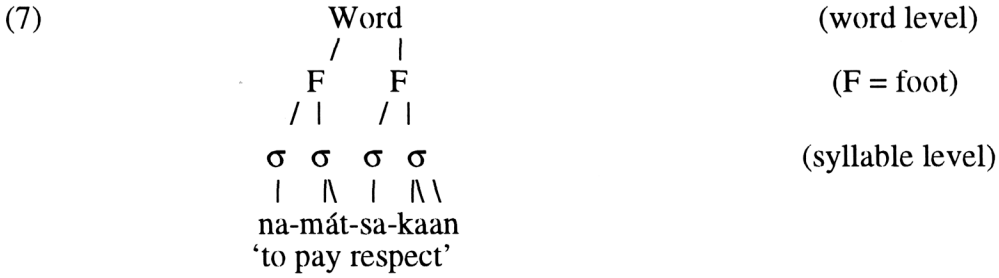 (7) Word (word level)
F F (F = foot)
σ σ σ σ (syllable level)
na-mát-sa-kaan
‘to pay respect’